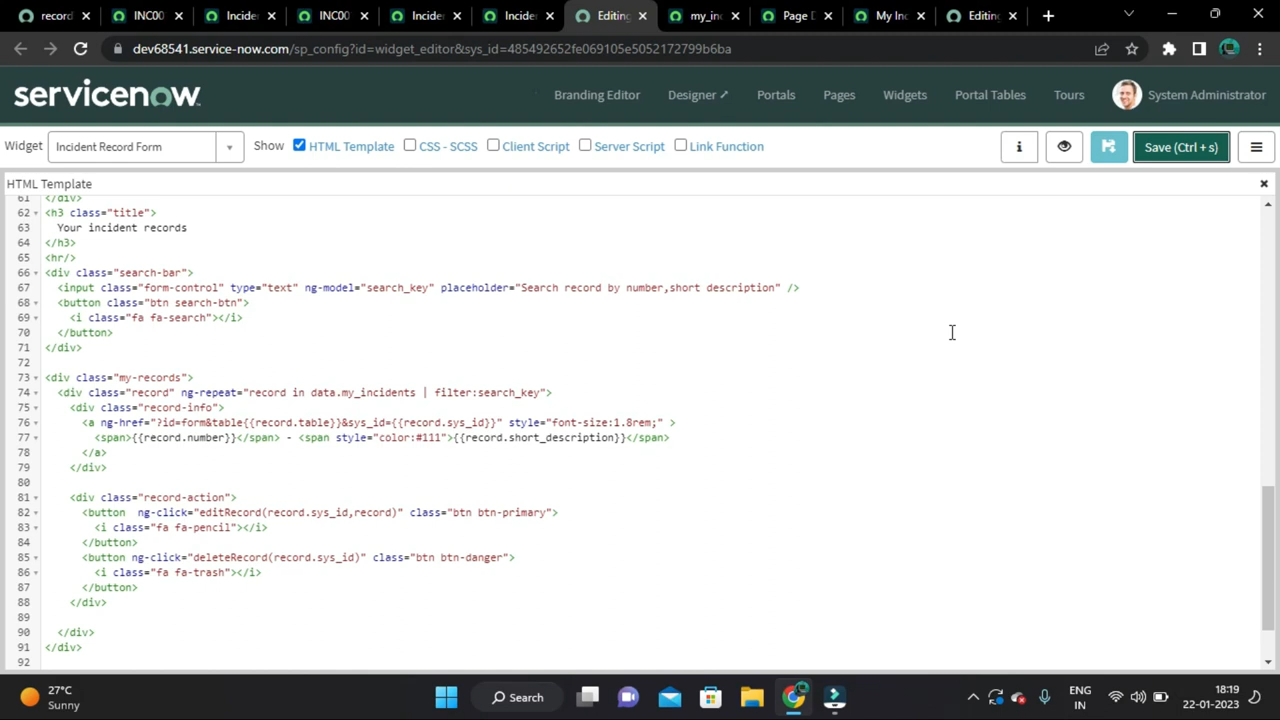 record
INC00
Incide
INC00
Incide
Incide
Editing
my_in
Page D
My In
Editing
dev68541.service-now.com/sp_config?id=widget_editor&sys_id=485492652fe069105e5052172799b6ba
servicenow
Branding Editor
Designer
Portals
Pages
Widgets
Portal Tables
Tours
System Administrator
Widget
Incident Record Form
Show
HTML Template
CSS - SCSS
Client Script
Server Script
Link Function
Save (Ctrl + s)
HTML Template
61 </div>
62 <h3 class="title">
63 Your incident records
64 </h3>
65 <hr/>
66 <div class="search-bar">
67 <input class="form-control" type="text" ng-model="search_key" placeholder="Search record by number,short description" />
68 <button class="btn search-btn">
69 <i class="fa fa-search"></i>
70 </button>
71 </div>
72
73 <div class="my-records">
74 <div class="record" ng-repeat="record in data.my_incidents | filter:search_key">
75 <div class="record-info">
76 <a ng-href="?id=form&table{{record.table}}&sys_id={{record.sys_id}}" style="font-size:1.8rem;" >
77 <span>{{record.number}}</span> - <span style="color:#111">{{record.short_description}}</span>
78 </a>
79 </div>
80
81 <div class="record-action">
82 <button  ng-click="editRecord(record.sys_id,record)" class="btn btn-primary">
83 <i class="fa fa-pencil"></i>
84 </button>
85 <button ng-click="deleteRecord(record.sys_id)" class="btn btn-danger">
86 <i class="fa fa-trash"></i>
87 </button>
88 </div>
89
90 </div>
91 </div>
92
27°C
Sunny
Search
ENG
IN
18:19
22-01-2023